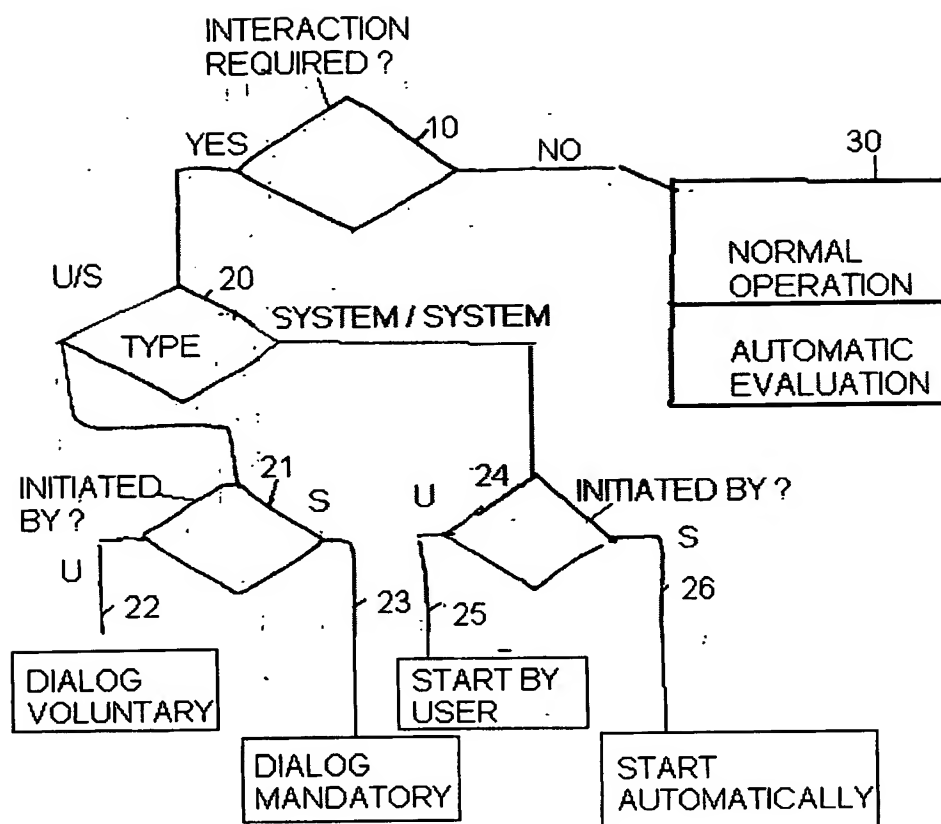 INTERACTION
REQUIRED ?
10
YES
NO
30
NORMAL
OPERATION
AUTOMATIC
EVALUATION
U/S
20
SYSTEM / SYSTEM
TYPE
INITIATED
BY ?
21
S
U
22
23
24
U
INITIATED BY ?
S
25
26
DIALOG
VOLUNTARY
DIALOG
MANDATORY
START BY
USER
START
AUTOMATICALLY